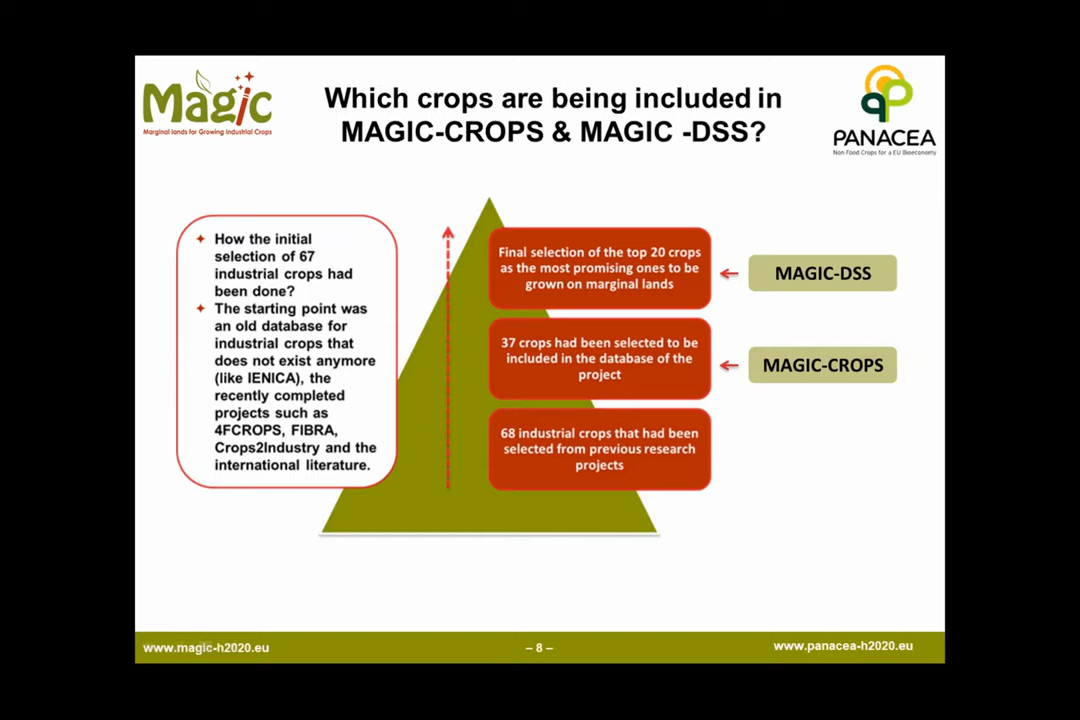 Magic
Marginal lands for Growing Industrial Crops
Which crops are being included in
MAGIC-CROPS & MAGIC -DSS?
PANACEA
Non Food Crops for a EU Bioeconomy
How the initial
selection of 67
industrial crops had
been done?
The starting point was
an old database for
industrial crops that
does not exist anymore
(like IENICA), the
recently completed
projects such as
4FCROPS, FIBRA,
Crops2Industry and the
international literature.
Final selection of the top 20 crops
as the most promising ones to be
grown on marginal lands
MAGIC-DSS
37 crops had been selected to be
included in the database of the
project
MAGIC-CROPS
68 industrial crops that had been
selected from previous research
projects
www.magic-h2020.eu
– 8 –
www.panacea-h2020.eu